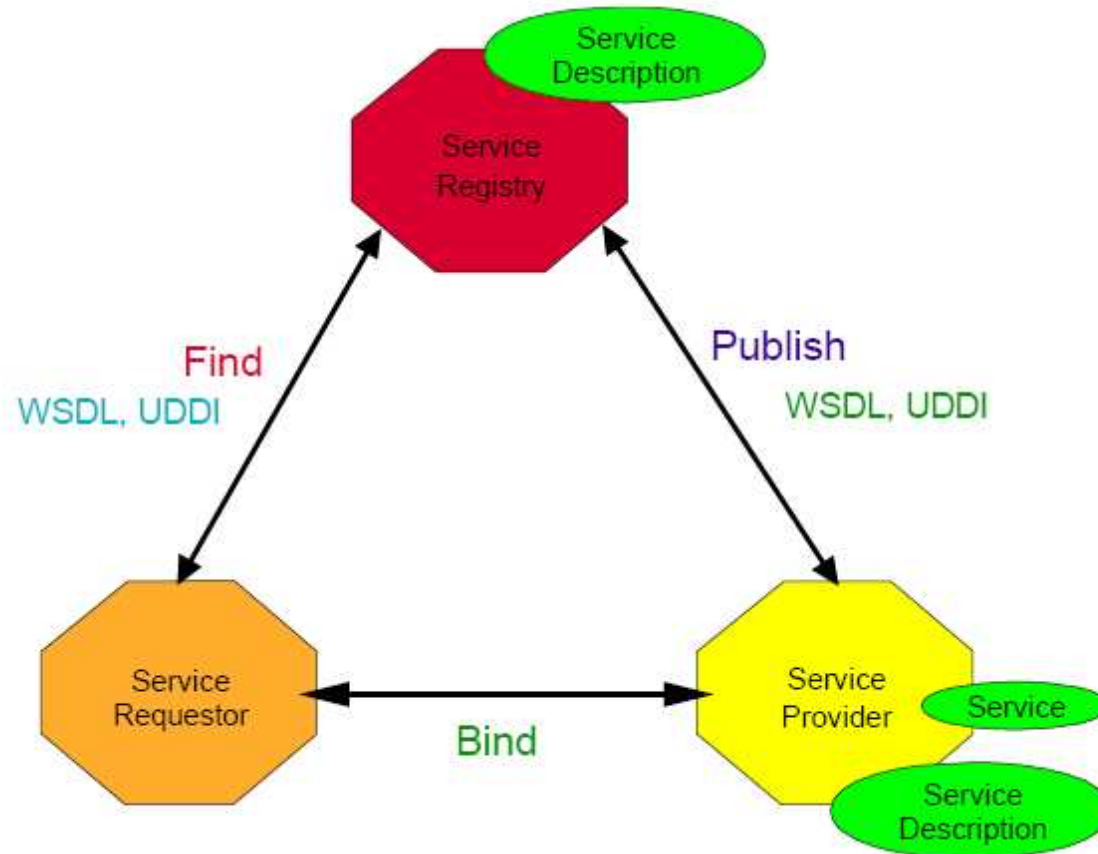 Service
Description
Service
Registry
Find
WSDL, UDDI
Publish
WSDL, UDDI
Service
Requestor
Bind
Service
Provider
Service
Service
Description